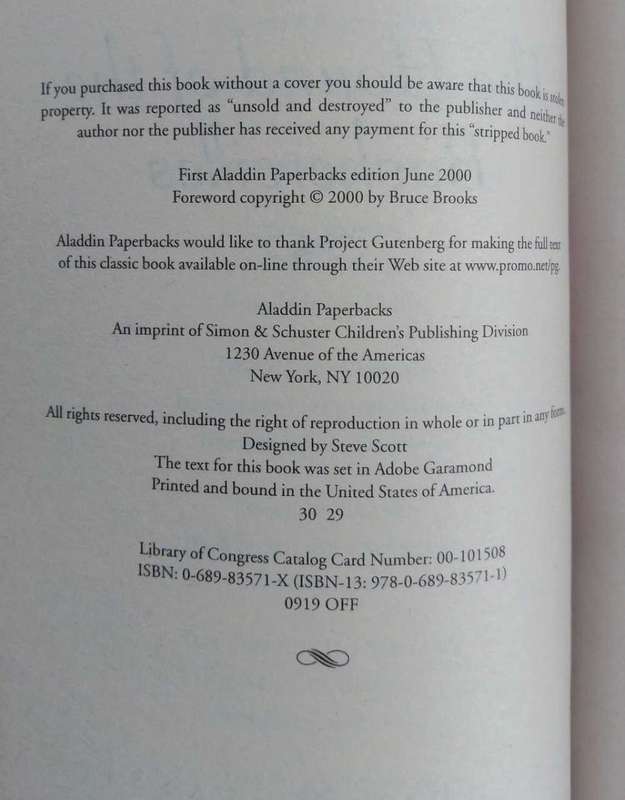 If you purchased this book without a cover you should be aware that this book is stolen
property. It was reported as “unsold and destroyed” to the publisher and neither the
author nor the publisher has received any payment for this “stripped book.”
First Aladdin Paperbacks edition June 2000
Foreword copyright © 2000 by Bruce Brooks
Aladdin Paperbacks would like to thank Project Gutenberg for making the full text
of this classic book available on-line through their Web site at www.promo.net/pg.
Aladdin Paperbacks
An imprint of Simon & Schuster Children’s Publishing Division
1230 Avenue of the Americas
New York, NY 10020
All rights reserved, including the right of reproduction in whole or in part in any form.
Designed by Steve Scott
The text for this book was set in Adobe Garamond
Printed and bound in the United States of America.
30 29
Library of Congress Catalog Card Number: 00-101508
ISBN: 0-689-83571-X (ISBN-13: 978-0-689-83571-1)
0919 OFF